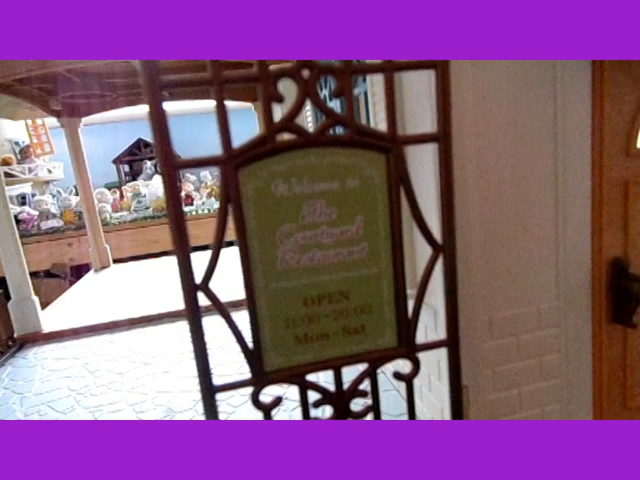 Welcome to
The
Courtyard
Restaurant
OPEN
11:00~20:00
Mon-Sat